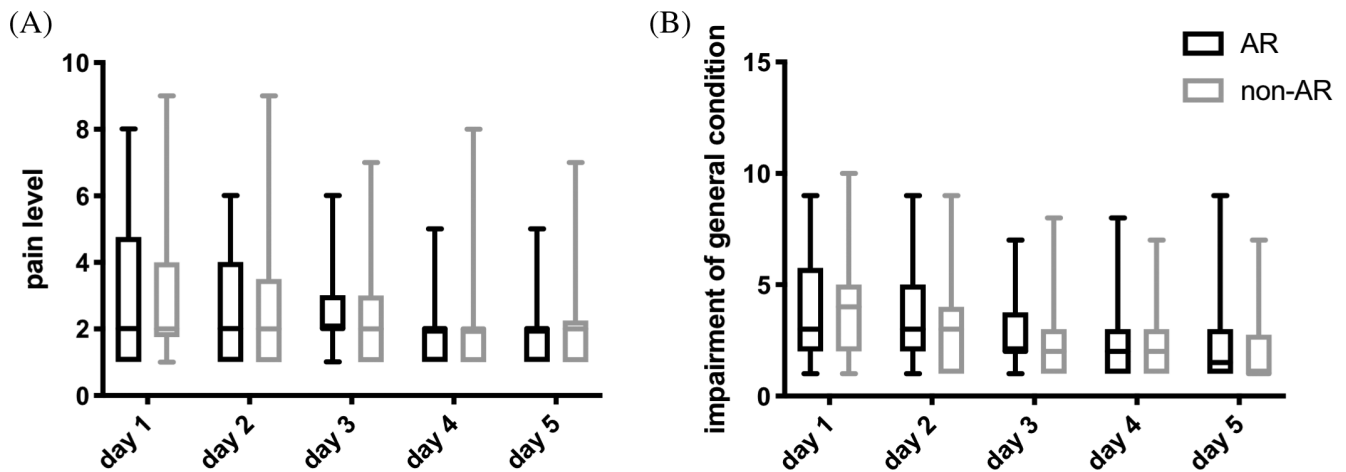 (A)
pain level
10
8
6
4
2
0
day 1
day 2
day 3
day 4
day 5
(B)
impairment of general condition
15
10
5
0
day 1
day 2
day 3
day 4
day 5
AR
non-AR